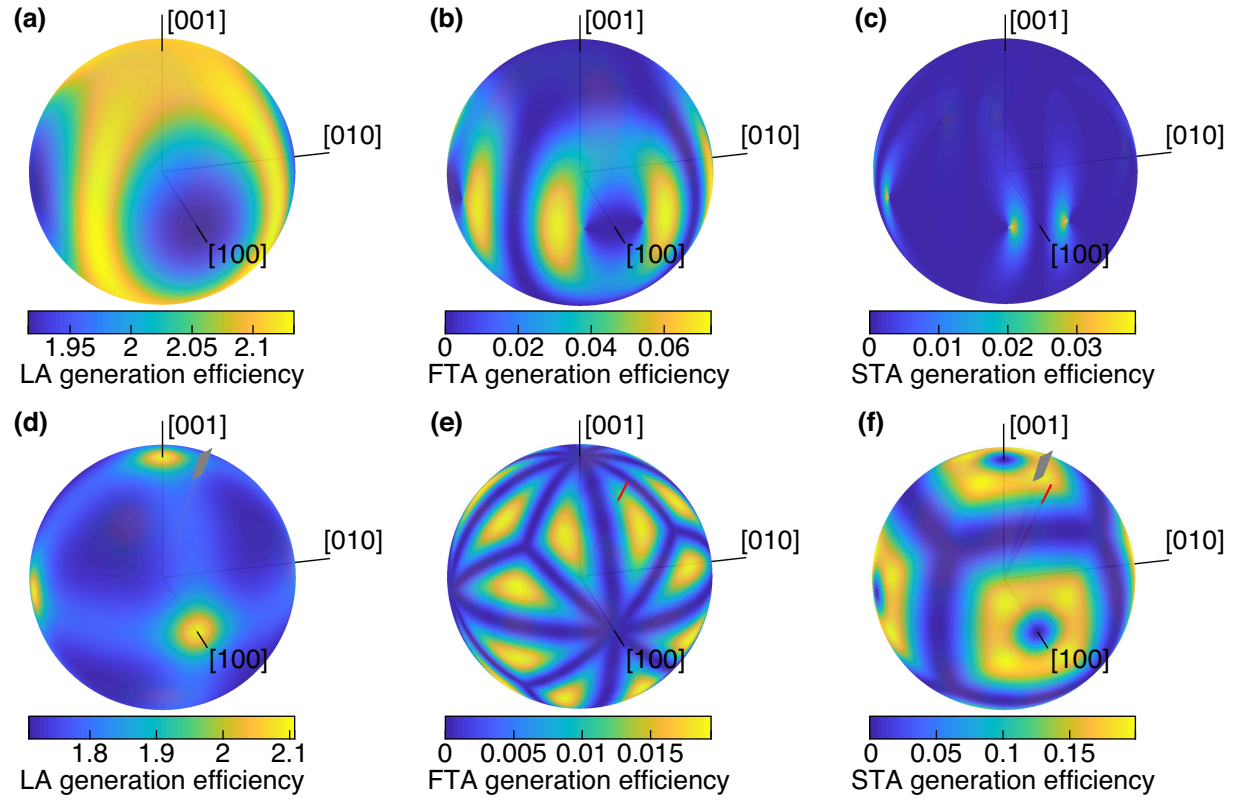 (a)
[001]
[010]
[100]
1.95 2 2.05 2.1
LA generation efficiency
(b)
[001]
[010]
[100]
0 0.02 0.04 0.06
FTA generation efficiency
(c)
[001]
[010]
[100]
0 0.01 0.02 0.03
STA generation efficiency
(d)
[001]
[010]
[100]
1.8 1.9 2 2.1
LA generation efficiency
(e)
[001]
[010]
[100]
0 0.005 0.01 0.015
FTA generation efficiency
(f)
[001]
[010]
[100]
0 0.05 0.1 0.15
STA generation efficiency